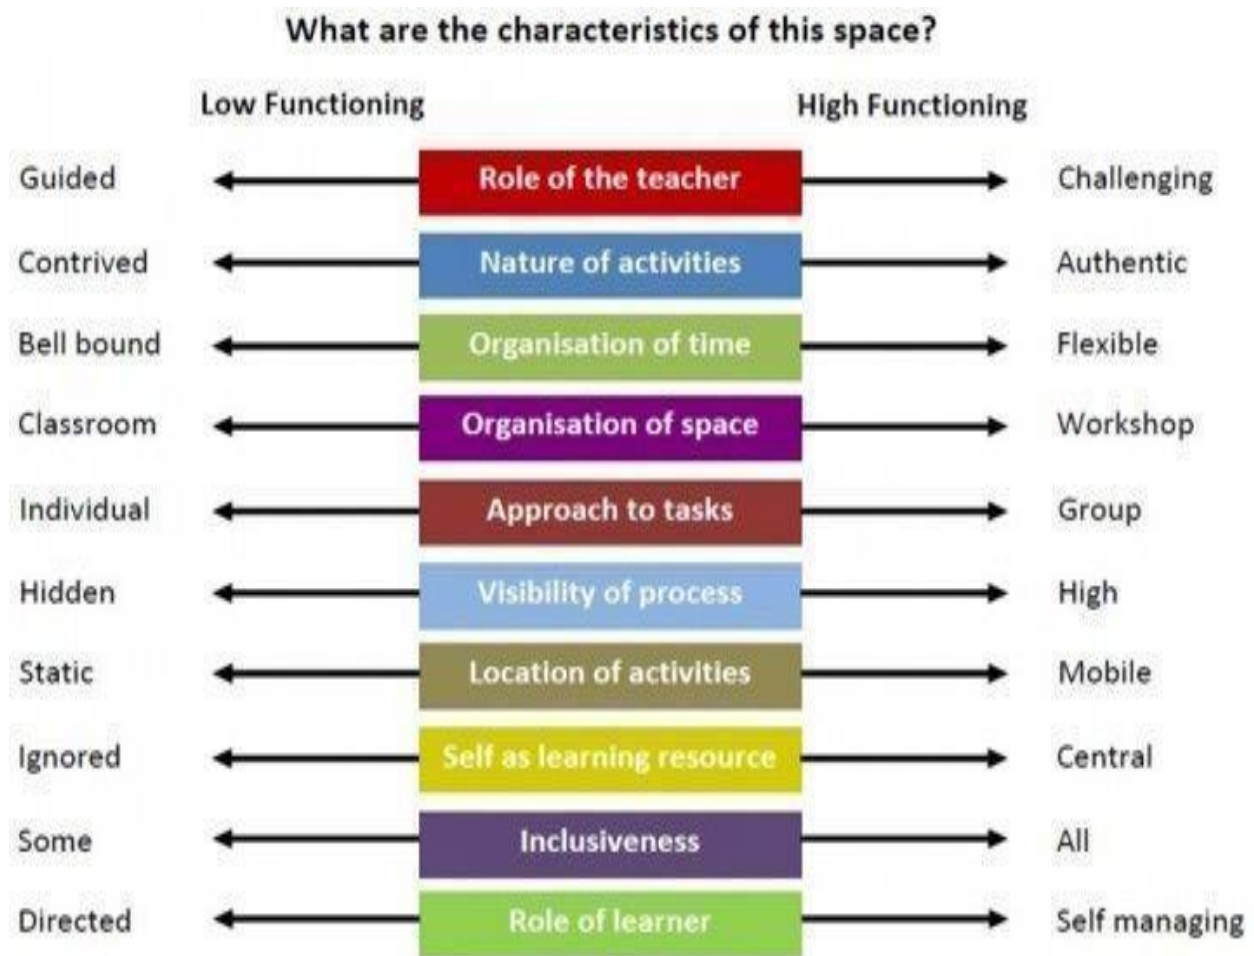 What are the characteristics of this space?
Low Functioning High Functioning
Guided Role of the teacher Challenging
Contrived Nature of activities Authentic
Bell bound Organisation of time Flexible
Classroom Organisation of space Workshop
Individual Approach to tasks Group
Hidden Visibility of process High
Static Location of activities Mobile
Ignored Self as learning resource Central
Some Inclusiveness All
Directed Role of learner Self managing